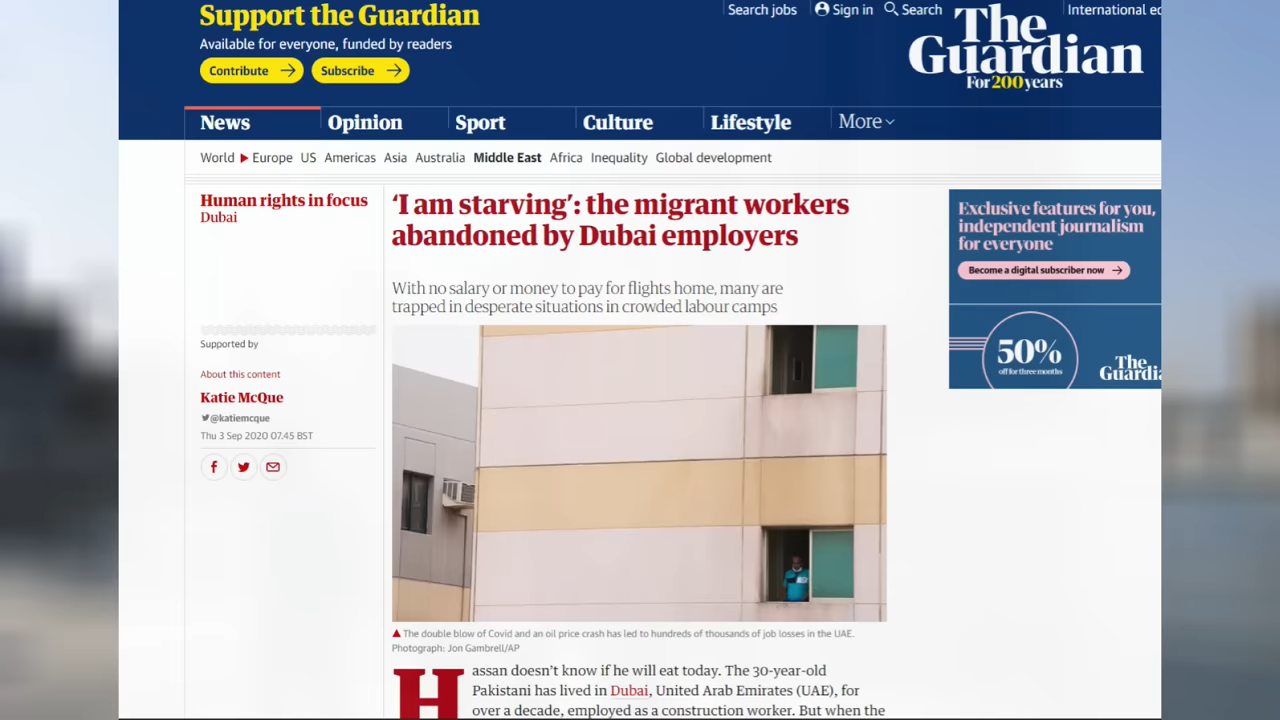 Support the Guardian
Available for everyone, funded by readers
Contribute
Subscribe
Search jobs
Sign in
Search
International
The
Guardian
For 200 years
News
Opinion
Sport
Culture
Lifestyle
More
World
Europe
US
Americas
Asia
Australia
Middle East
Africa
Inequality
Global development
Human rights in focus
Dubai
Supported by
About this content
Katie McQue
@katiemcque
Thu 3 Sep 2020 07.45 BST
‘I am starving’: the migrant workers
abandoned by Dubai employers
With no salary or money to pay for flights home, many are
trapped in desperate situations in crowded labour camps
The double blow of Covid and an oil price crash has led to hundreds of thousands of job losses in the UAE.
Photograph: Jon Gambrell/AP
Hassan doesn’t know if he will eat today. The 30-year-old
Pakistani has lived in Dubai, United Arab Emirates (UAE), for
over a decade, employed as a construction worker. But when the
Exclusive features for you,
independent journalism
for everyone
Become a digital subscriber now
50%
off for three months
The
Guardia